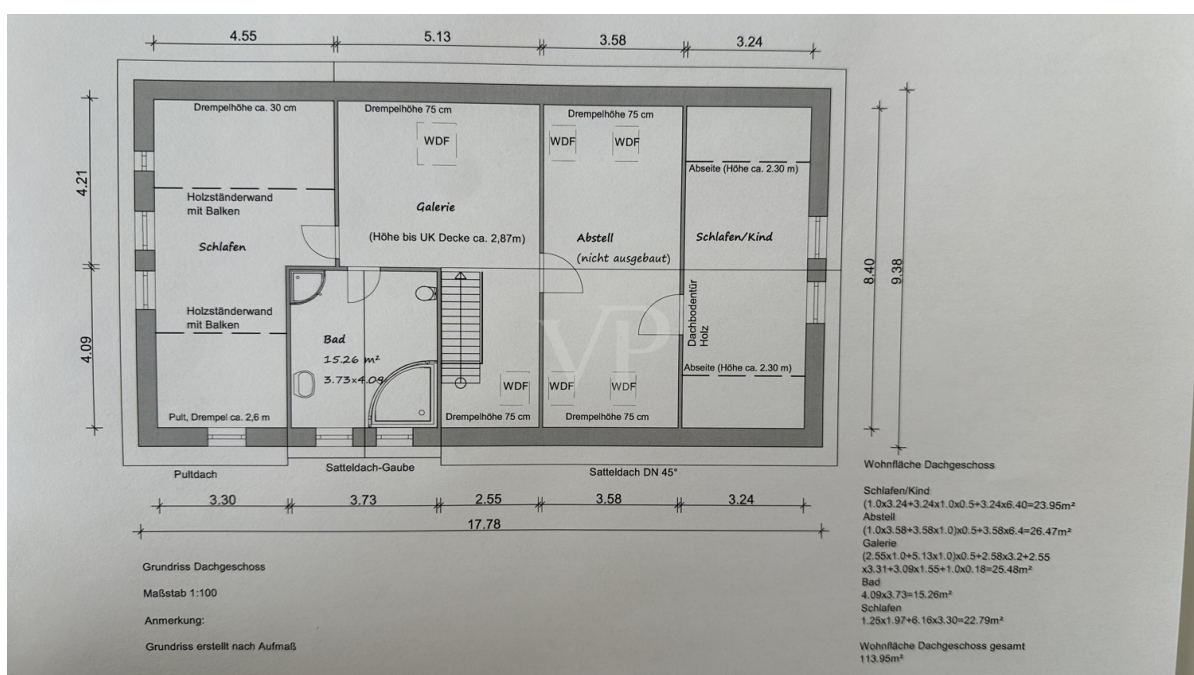 4.55 5.13 3.58 3.24
Drempelhöhe ca. 30 cm Drempelhöhe 75 cm Drempelhöhe 75 cm
WDF WDF WDF
Abseite (Höhe ca. 2.30 m)
4.21
Holzständerwand
mit Balken
Galerie
(Höhe bis UK Decke ca. 2,87m)
Schlafen
Abstell
(nicht ausgebaut)
Schlafen/Kind
8.40
9.38
Dachbodentür
Holz
VP
Holzständerwand
mit Balken
Bad
15.26 m²
3.73x4.09
4.09
Abseite (Höhe ca. 2.30 m)
WDF WDF WDF
Pult, Drempel ca. 2,6 m Drempelhöhe 75 cm Drempelhöhe 75 cm
Pultdach Satteldach-Gaube Satteldach DN 45°
3.30 3.73 2.55 3.58 3.24
17.78
Grundriss Dachgeschoss
Maßstab 1:100
Anmerkung:
Grundriss erstellt nach Aufmaß
Wohnfläche Dachgeschoss
Schlafen/Kind
(1.0x3.24+3.24x1.0x0.5+3.24x6.40=23.95m²
Abstell
(1.0x3.58+3.58x1.0)x0.5+3.58x6.4=26.47m²
Galerie
(2.55x1.0+5.13x1.0)x0.5+2.58x3.2+2.55
x3.31+3.09x1.55+1.0x0.18=25.48m²
Bad
4.09x3.73=15.26m²
Schlafen
1.25x1.97+6.16x3.30=22.79m²
Wohnfläche Dachgeschoss gesamt
113.95m²